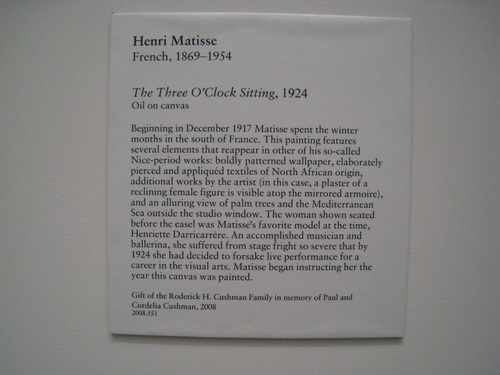 Henri Matisse
French, 1869–1954
The Three O'Clock Sitting, 1924
Oil on canvas
Beginning in December 1917 Matisse spent the winter
months in the south of France. This painting features
several elements that reappear in other of his so-called
Nice-period works: boldly patterned wallpaper, elaborately
pierced and appliquéd textiles of North African origin,
additional works by the artist (in this case, a plaster of a
reclining female figure is visible atop the mirrored armoire),
and an alluring view of palm trees and the Mediterranean
Sea outside the studio window. The woman shown seated
before the easel was Matisse's favorite model at the time,
Henriette Darricarrère. An accomplished musician and
ballerina, she suffered from stage fright so severe that by
1924 she had decided to forsake live performance for a
career in the visual arts. Matisse began instructing her the
year this canvas was painted.
Gift of the Roderick H. Cushman Family in memory of Paul and
Cordelia Cushman, 2008
2008.551